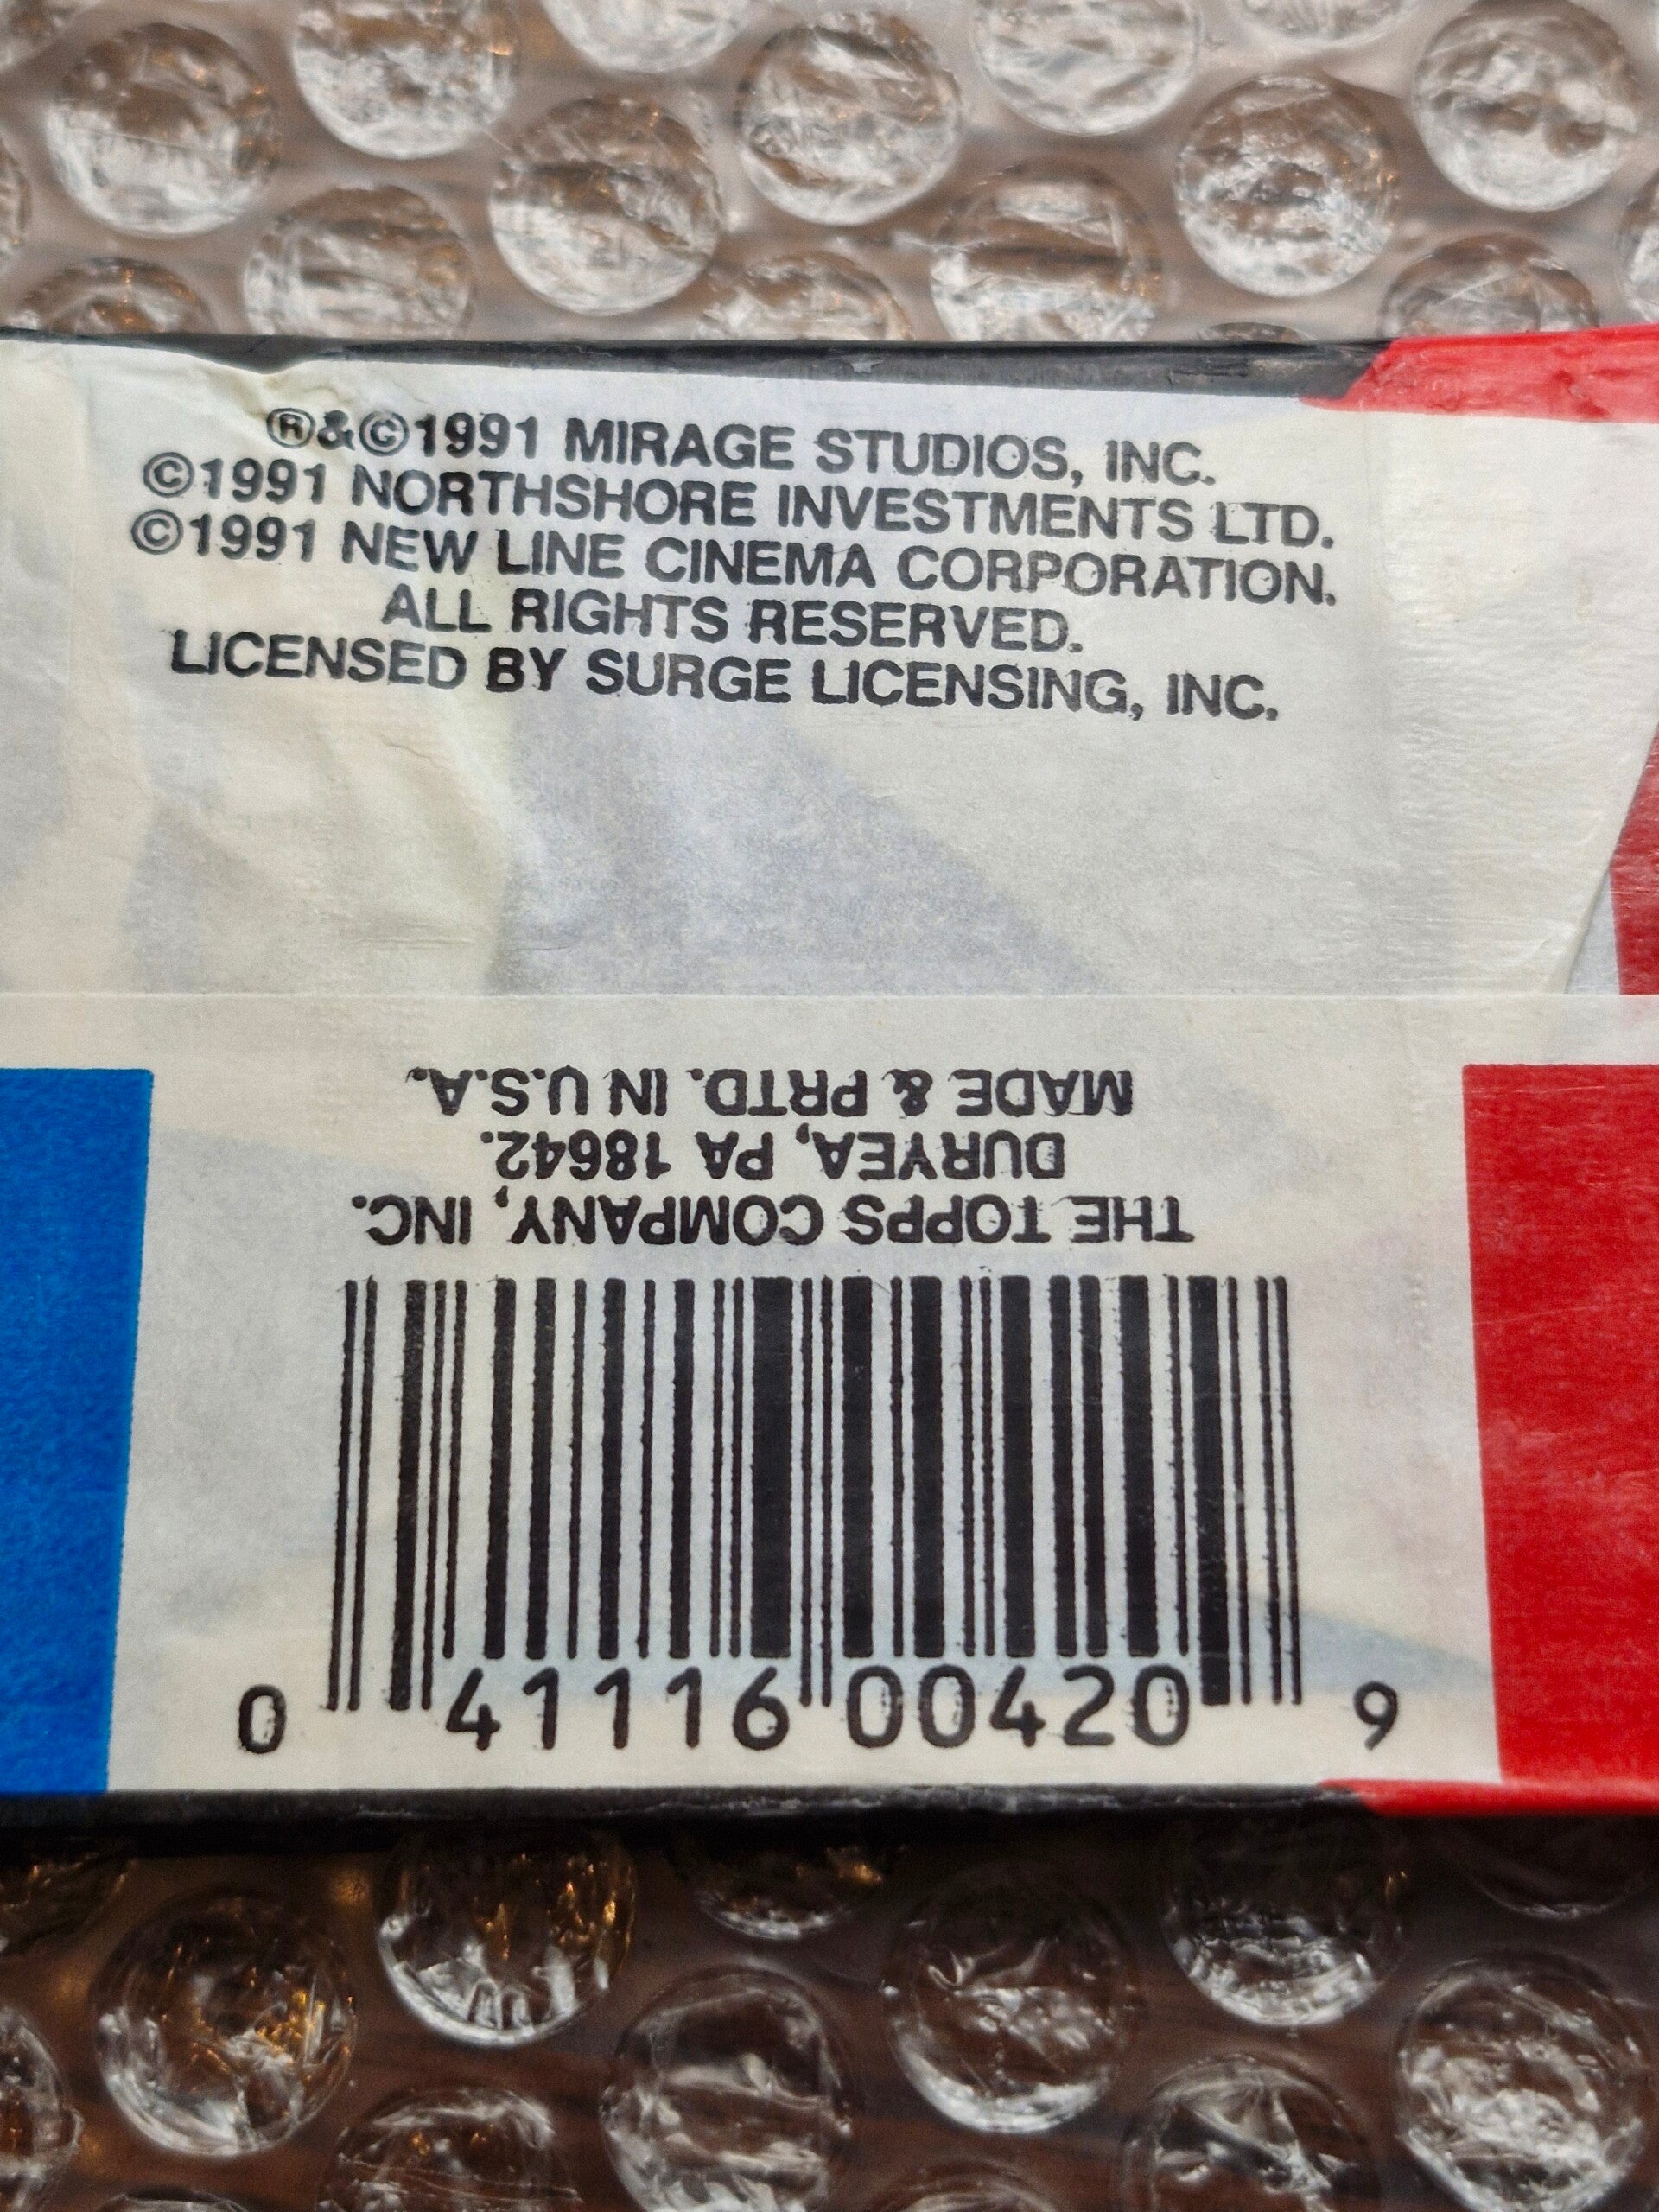 ®&©1991 MIRAGE STUDIOS, INC.
©1991 NORTHSHORE INVESTMENTS LTD.
©1991 NEW LINE CINEMA CORPORATION.
ALL RIGHTS RESERVED.
LICENSED BY SURGE LICENSING, INC.
THE TOPPS COMPANY, INC.
DURYEA, PA 18642.
MADE & PRTD. IN U.S.A.
0 41116 00420 9